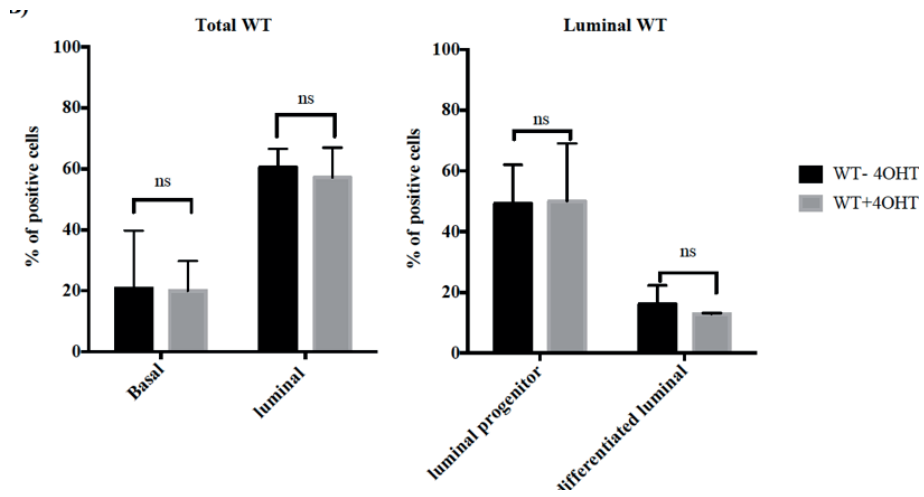 Total WT
100
80
60
40
20
0
% of positive cells
ns
ns
Basal
luminal
Luminal WT
100
80
60
40
20
0
% of positive cells
ns
ns
luminal progenitor
differentiated luminal
WT- 4OHT
WT+4OHT